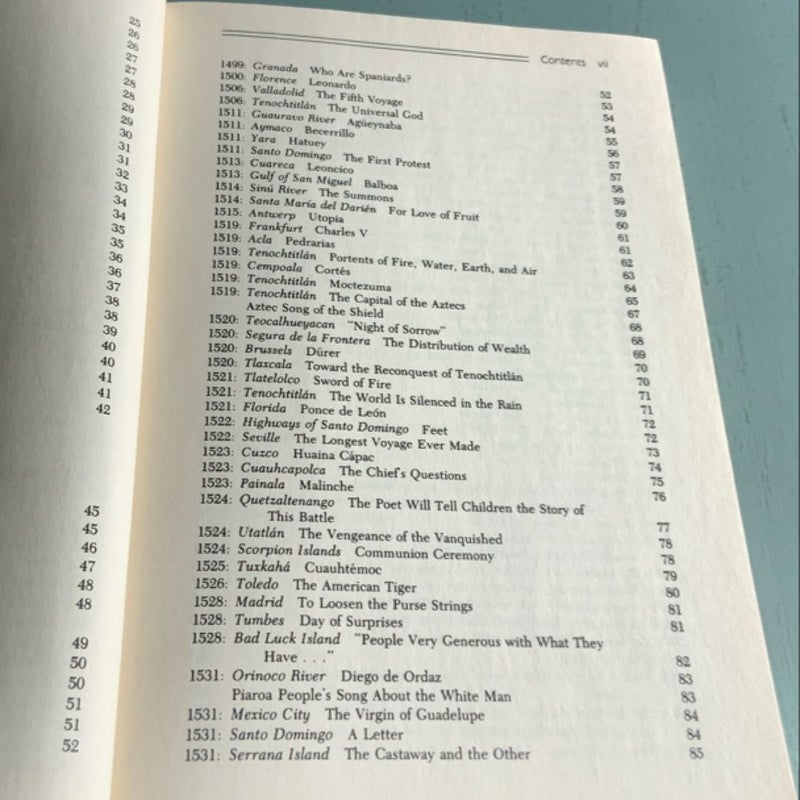 25
26
26
27
27
28
28
29
29
30
31
31
32
33
34
34
35
35
36
36
37
38
38
39
40
40
41
41
42
45
45
46
47
48
48
49
50
50
51
51
52
Contents vii
1499: Granada Who Are Spaniards? 52
1500: Florence Leonardo 53
1506: Valladolid The Fifth Voyage 54
1506: Tenochtitlán The Universal God 54
1511: Guauravo River Agüeynaba 55
1511: Aymaco Becerrillo 56
1511: Yara Hatuey 57
1511: Santo Domingo The First Protest 57
1513: Cuareca Leoncico 58
1513: Gulf of San Miguel Balboa 59
1514: Sinú River The Summons 59
1514: Santa María del Darién For Love of Fruit 60
1515: Antwerp Utopia 61
1519: Frankfurt Charles V 61
1519: Acla Pedrarias 62
1519: Tenochtitlán Portents of Fire, Water, Earth, and Air 63
1519: Cempoala Cortés 64
1519: Tenochtitlán Moctezuma 65
1519: Tenochtitlán The Capital of the Aztecs 67
Aztec Song of the Shield 68
1520: Teocalhueyacan "Night of Sorrow" 68
1520: Segura de la Frontera The Distribution of Wealth 69
1520: Brussels Dürer 70
1520: Tlaxcala Toward the Reconquest of Tenochtitlán 70
1521: Tlatelolco Sword of Fire 71
1521: Tenochtitlán The World Is Silenced in the Rain 71
1521: Florida Ponce de León 72
1522: Highways of Santo Domingo Feet 72
1522: Seville The Longest Voyage Ever Made 73
1523: Cuzco Huaina Cápac 74
1523: Cuauhcapolca The Chief's Questions 75
1523: Painala Malinche 76
1524: Quetzaltenango The Poet Will Tell Children the Story of
This Battle 77
1524: Utatlán The Vengeance of the Vanquished 78
1524: Scorpion Islands Communion Ceremony 78
1525: Tuxkahá Cuauhtémoc 79
1526: Toledo The American Tiger 80
1528: Madrid To Loosen the Purse Strings 81
1528: Tumbes Day of Surprises 81
1528: Bad Luck Island "People Very Generous with What They
Have . . ." 82
1531: Orinoco River Diego de Ordaz 83
Piaroa People's Song About the White Man 83
1531: Mexico City The Virgin of Guadelupe 84
1531: Santo Domingo A Letter 84
1531: Serrana Island The Castaway and the Other 85